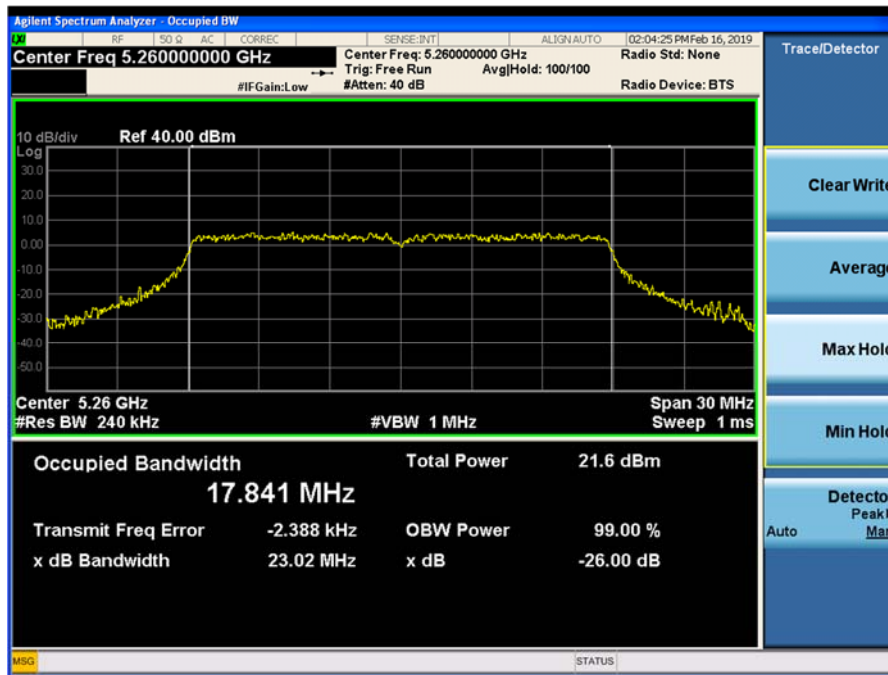 Agilent Spectrum Analyzer - Occupied BW
LXI RF 50 Ω AC CORREC SENSE:INT ALIGN AUTO 02:04:25 PM Feb 16, 2019
Center Freq 5.260000000 GHz Center Freq: 5.260000000 GHz Radio Std: None Trace/Detector
Trig: Free Run Avg|Hold: 100/100
#IFGain:Low #Atten: 40 dB Radio Device: BTS
10 dB/div Ref 40.00 dBm
Log
30.0
20.0
10.0
0.00
-10.0
-20.0
-30.0
-40.0
-50.0
Center 5.26 GHz Span 30 MHz
#Res BW 240 kHz #VBW 1 MHz Sweep 1 ms
Occupied Bandwidth Total Power 21.6 dBm
17.841 MHz
Transmit Freq Error -2.388 kHz OBW Power 99.00 %
x dB Bandwidth 23.02 MHz x dB -26.00 dB
Clear Write
Average
Max Hold
Min Hold
Detecto
Peak
Auto Man
MSG STATUS